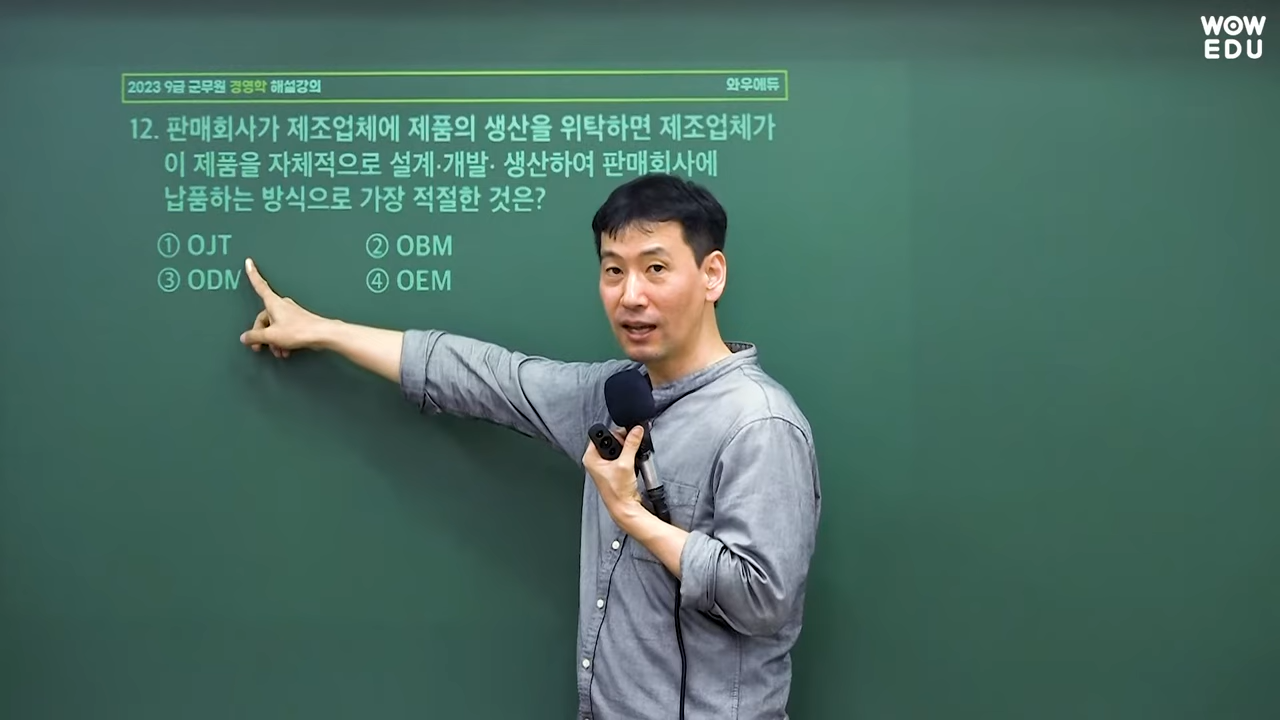 WOW
EDU
2023 9급 군무원 경영학 해설강의 와우에듀
12. 판매회사가 제조업체에 제품의 생산을 위탁하면 제조업체가
이 제품을 자체적으로 설계·개발· 생산하여 판매회사에
납품하는 방식으로 가장 적절한 것은?
① OJT ② OBM
③ ODM ④ OEM